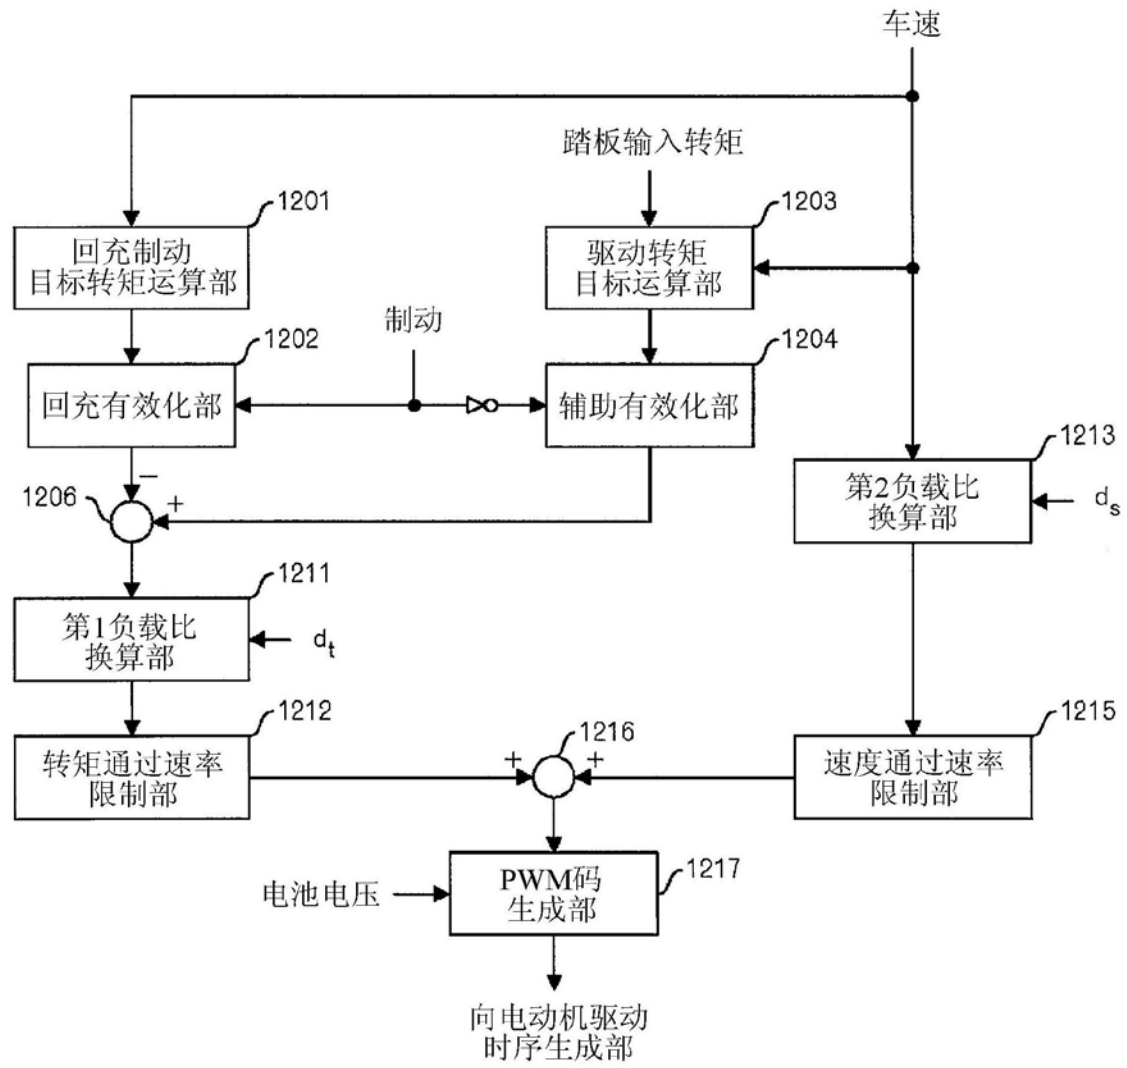 车速
踏板输入转矩
1201
回充制动
目标转矩运算部
1203
驱动转矩
目标运算部
制动
1202
回充有效化部
1204
辅助有效化部
1213
第2负载比
换算部
ds
1206
−
+
1211
第1负载比
换算部
dt
1212
转矩通过速率
限制部
1216
+
+
1215
速度通过速率
限制部
电池电压
1217
PWM码
生成部
向电动机驱动
时序生成部